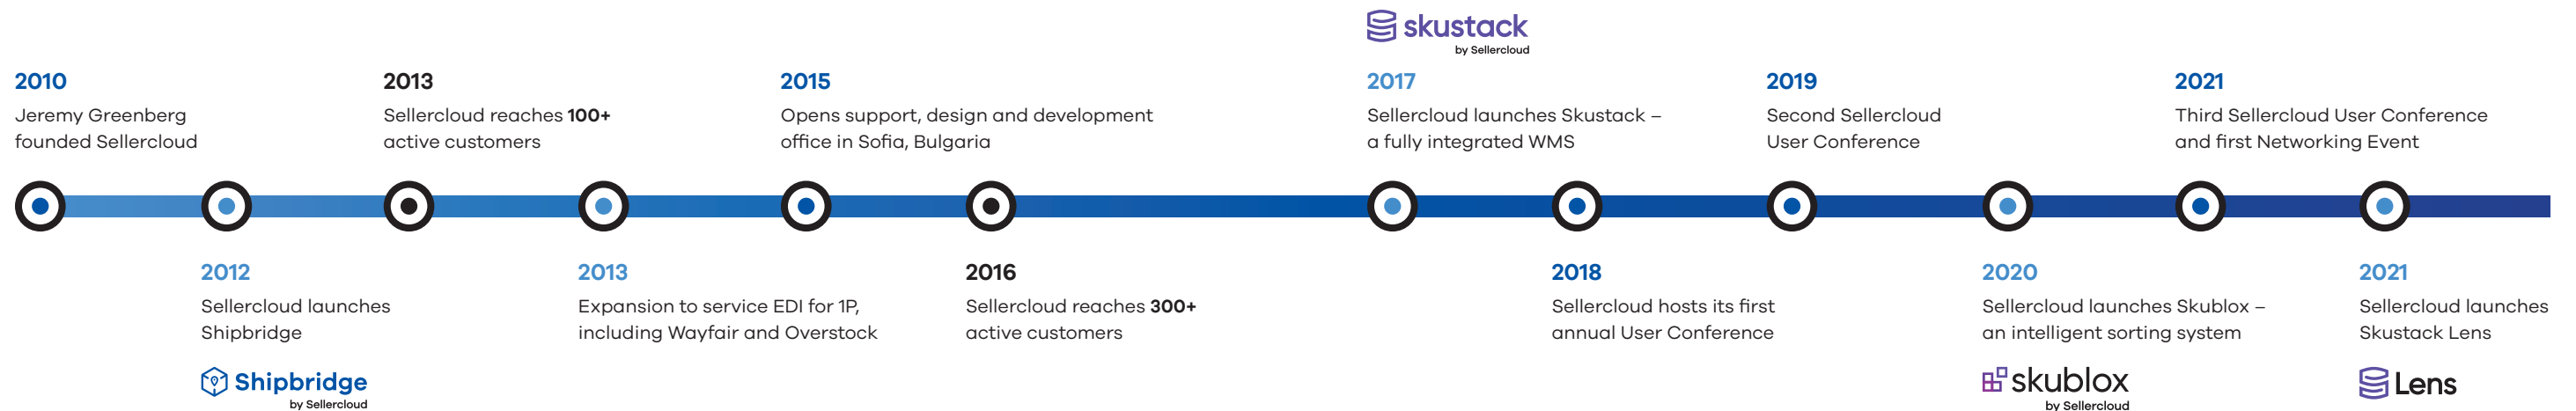 skustack
by Sellercloud
2010
Jeremy Greenberg
founded Sellercloud
2013
Sellercloud reaches 100+
active customers
2015
Opens support, design and development
office in Sofia, Bulgaria
2017
Sellercloud launches Skustack –
a fully integrated WMS
2019
Second Sellercloud
User Conference
2021
Third Sellercloud User Conference
and first Networking Event
2012
Sellercloud launches
Shipbridge
Shipbridge
by Sellercloud
2013
Expansion to service EDI for 1P,
including Wayfair and Overstock
2016
Sellercloud reaches 300+
active customers
2018
Sellercloud hosts its first
annual User Conference
2020
Sellercloud launches Skublox –
an intelligent sorting system
skublox
by Sellercloud
2021
Sellercloud launches
Skustack Lens
Lens